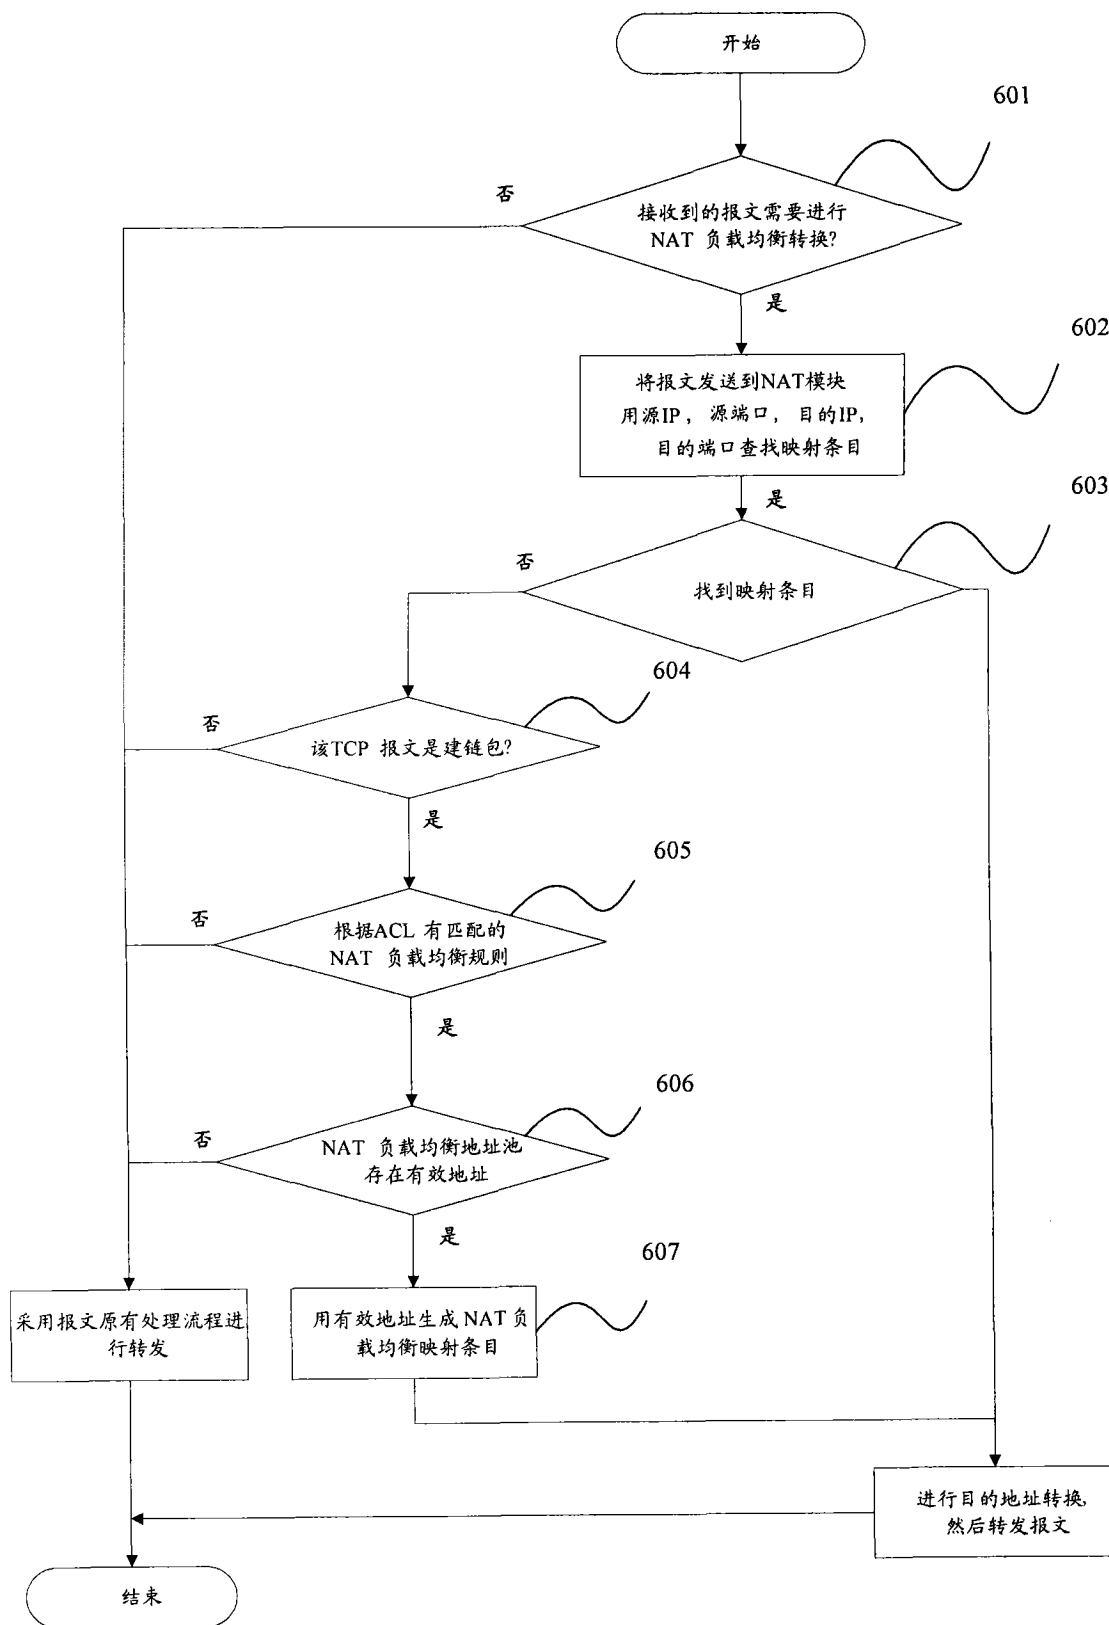 开始
601
否
接收到的报文需要进行
NAT 负载均衡转换?
是
602
将报文发送到NAT模块
用源IP，源端口，目的IP，
目的端口查找映射条目
是
603
否
找到映射条目
604
否
该TCP 报文是建链包?
是
605
否
根据ACL 有匹配的
NAT 负载均衡规则
是
606
否
NAT 负载均衡地址池
存在有效地址
是
607
采用报文原有处理流程进
行转发
用有效地址生成 NAT 负
载均衡映射条目
进行目的地址转换,
然后转发报文
结束